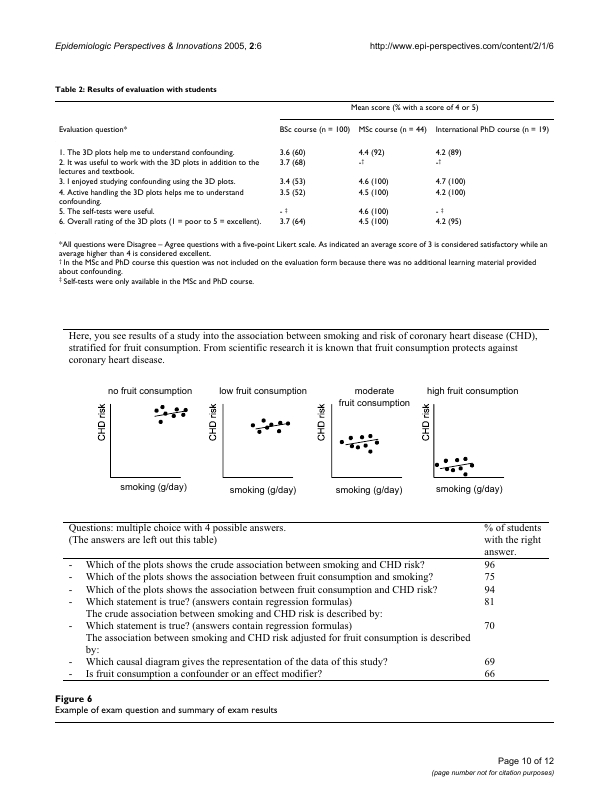 Epidemiologic Perspectives & Innovations 2005, 2:6
http://www.epi-perspectives.com/content/2/1/6
Table 2: Results of evaluation with students
Mean score (% with a score of 4 or 5)
Evaluation question* BSc course (n = 100) MSc course (n = 44) International PhD course (n = 19)
1. The 3D plots help me to understand confounding. 3.6 (60) 4.4 (92) 4.2 (89)
2. It was useful to work with the 3D plots in addition to the 3.7 (68) -† -†
lectures and textbook.
3. I enjoyed studying confounding using the 3D plots. 3.4 (53) 4.6 (100) 4.7 (100)
4. Active handling the 3D plots helps me to understand 3.5 (52) 4.5 (100) 4.2 (100)
confounding.
5. The self-tests were useful. - ‡ 4.6 (100) - ‡
6. Overall rating of the 3D plots (1 = poor to 5 = excellent). 3.7 (64) 4.5 (100) 4.2 (95)
*All questions were Disagree – Agree questions with a five-point Likert scale. As indicated an average score of 3 is considered satisfactory while an
average higher than 4 is considered excellent.
† In the MSc and PhD course this question was not included on the evaluation form because there was no additional learning material provided
about confounding.
‡ Self-tests were only available in the MSc and PhD course.
Here, you see results of a study into the association between smoking and risk of coronary heart disease (CHD),
stratified for fruit consumption. From scientific research it is known that fruit consumption protects against
coronary heart disease.
no fruit consumption low fruit consumption moderate high fruit consumption
fruit consumption
CHD risk CHD risk CHD risk CHD risk
smoking (g/day) smoking (g/day) smoking (g/day) smoking (g/day)
Questions: multiple choice with 4 possible answers. % of students
(The answers are left out this table) with the right
answer.
- Which of the plots shows the crude association between smoking and CHD risk? 96
- Which of the plots shows the association between fruit consumption and smoking? 75
- Which of the plots shows the association between fruit consumption and CHD risk? 94
- Which statement is true? (answers contain regression formulas) 81
The crude association between smoking and CHD risk is described by:
- Which statement is true? (answers contain regression formulas) 70
The association between smoking and CHD risk adjusted for fruit consumption is described
by:
- Which causal diagram gives the representation of the data of this study? 69
- Is fruit consumption a confounder or an effect modifier? 66
Figure 6
Example of exam question and summary of exam results
Page 10 of 12
(page number not for citation purposes)